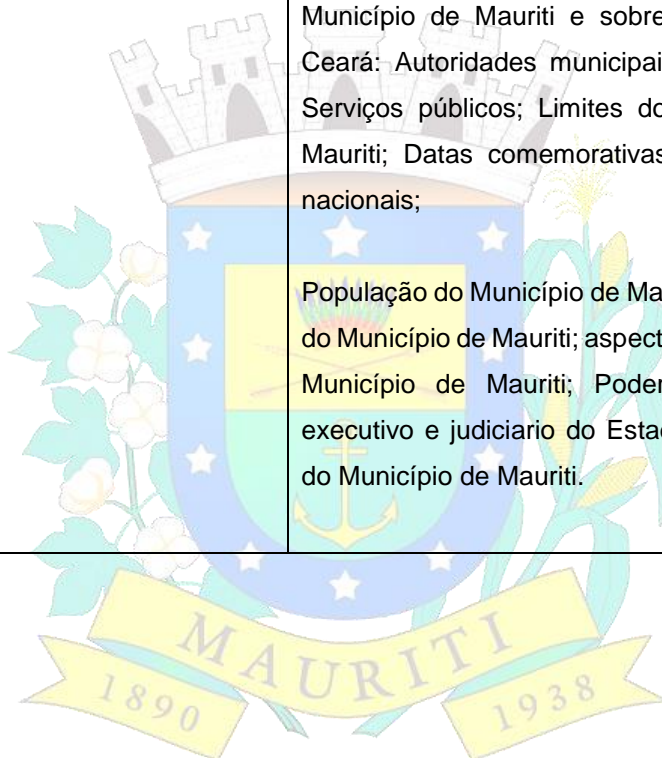 Município de Mauriti e sobre
Ceará: Autoridades municipai
Serviços públicos; Limites do
Mauriti; Datas comemorativas
nacionais;
População do Município de Ma
do Município de Mauriti; aspect
Município de Mauriti; Poder
executivo e judiciario do Esta
do Município de Mauriti.
MAURITI
1890
1938